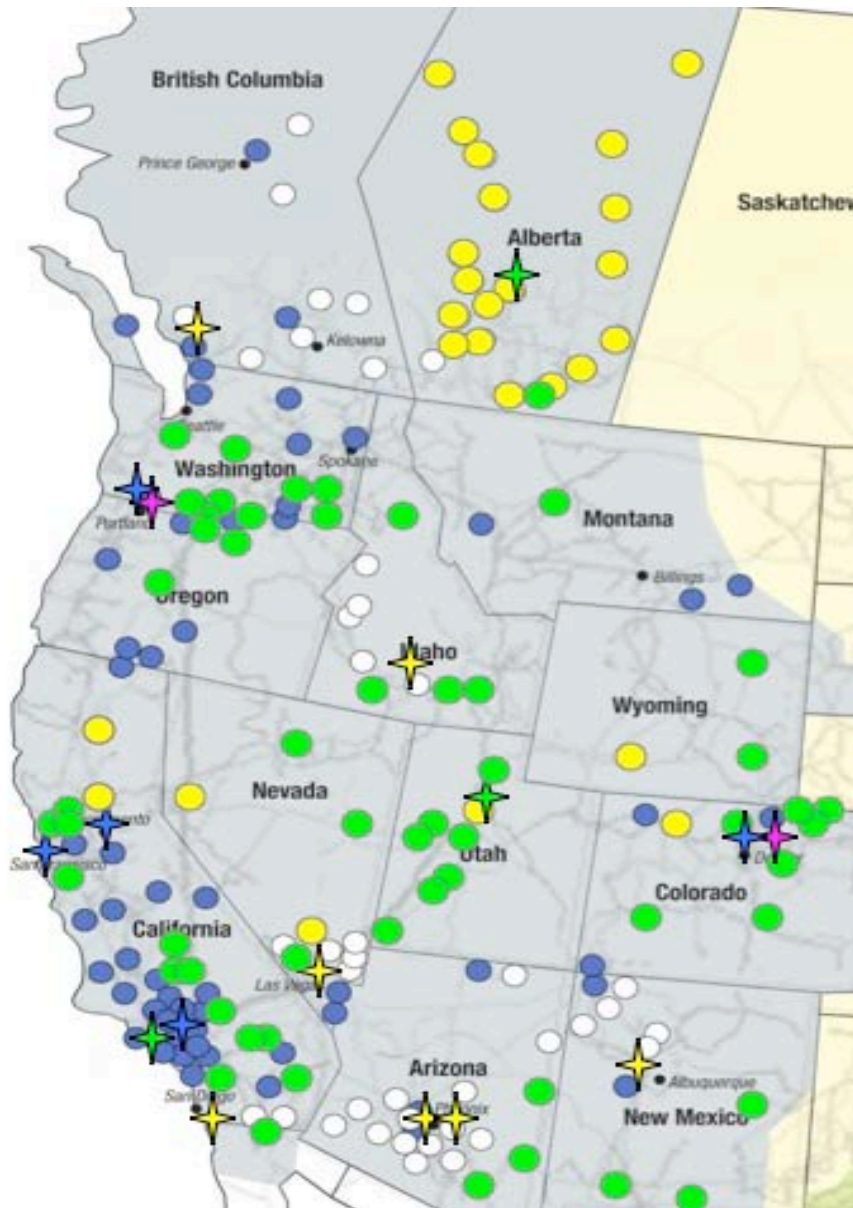 British Columbia
Prince George
Saskatchew
Alberta
Kelowna
Seattle
Washington
Spokane
Portland
Montana
Billings
Oregon
Idaho
Wyoming
Nevada
Utah
Colorado
California
Las Vegas
Arizona
San Diego
Albuquerque
New Mexico